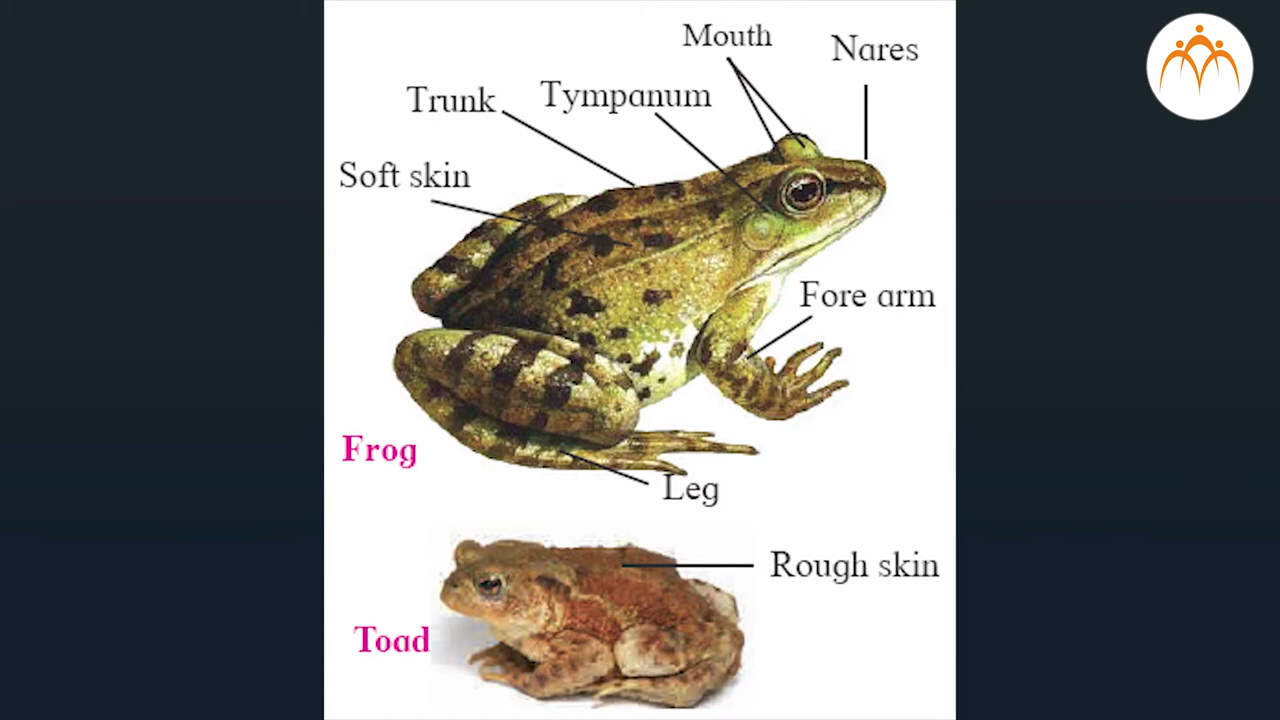 Mouth
Nares
Trunk
Tympanum
Soft skin
Fore arm
Frog
Leg
Rough skin
Toad